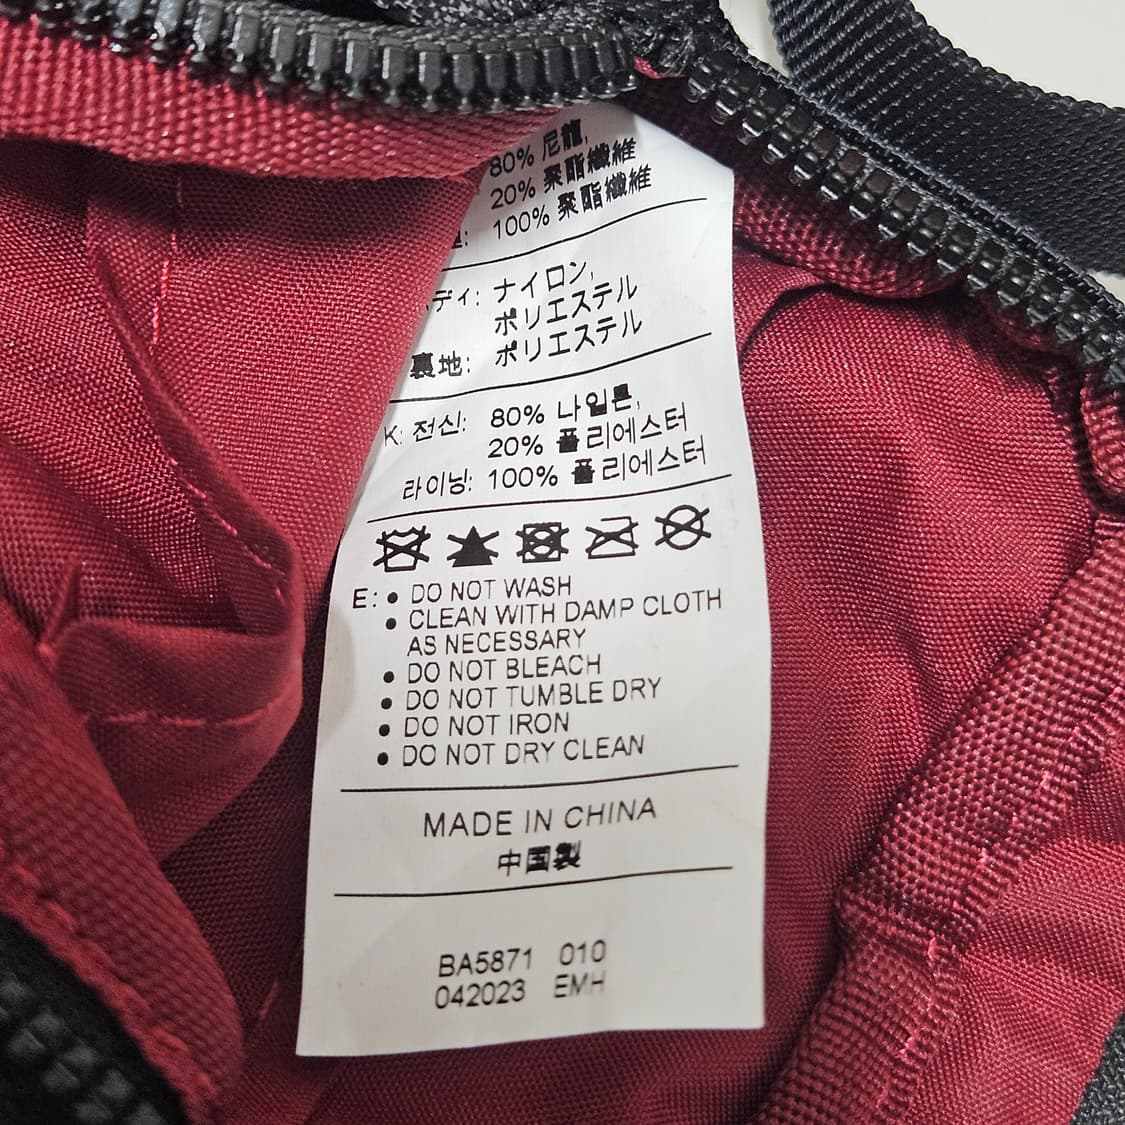 80% 尼龍,
20% 聚酯纖維
100% 聚酯纖維
ディ: ナイロン,
ポリエステル
裏地: ポリエステル
K: 전신: 80% 나일론,
20% 폴리에스터
라이닝: 100% 폴리에스터
E: • DO NOT WASH
• CLEAN WITH DAMP CLOTH
AS NECESSARY
• DO NOT BLEACH
• DO NOT TUMBLE DRY
• DO NOT IRON
• DO NOT DRY CLEAN
MADE IN CHINA
中国製
BA5871 010
042023 EMH